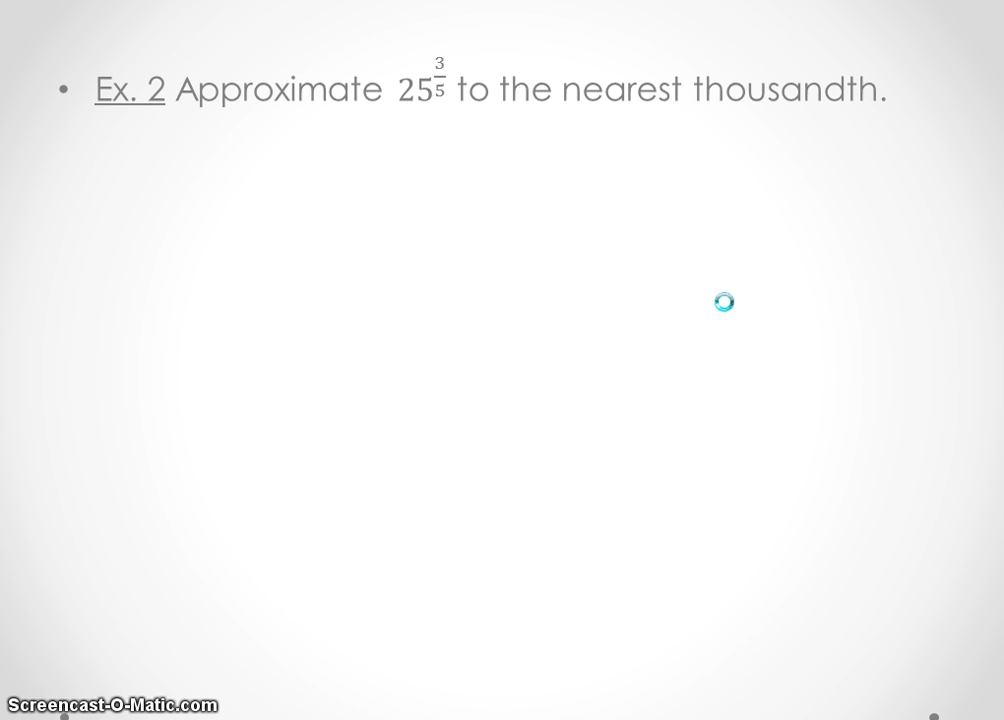 • Ex. 2 Approximate 25^{3/5} to the nearest thousandth.
Screencast-O-Matic.com